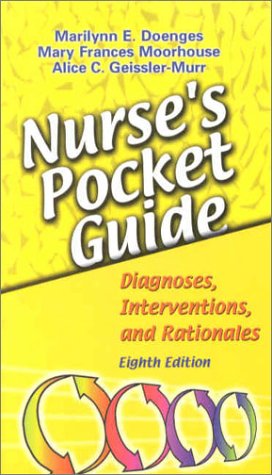 Marilynn E. Doenges
Mary Frances Moorhouse
Alice C. Geissler-Murr
Nurse's
Pocket
Guide
Diagnoses,
Interventions,
and Rationales
Eighth Edition